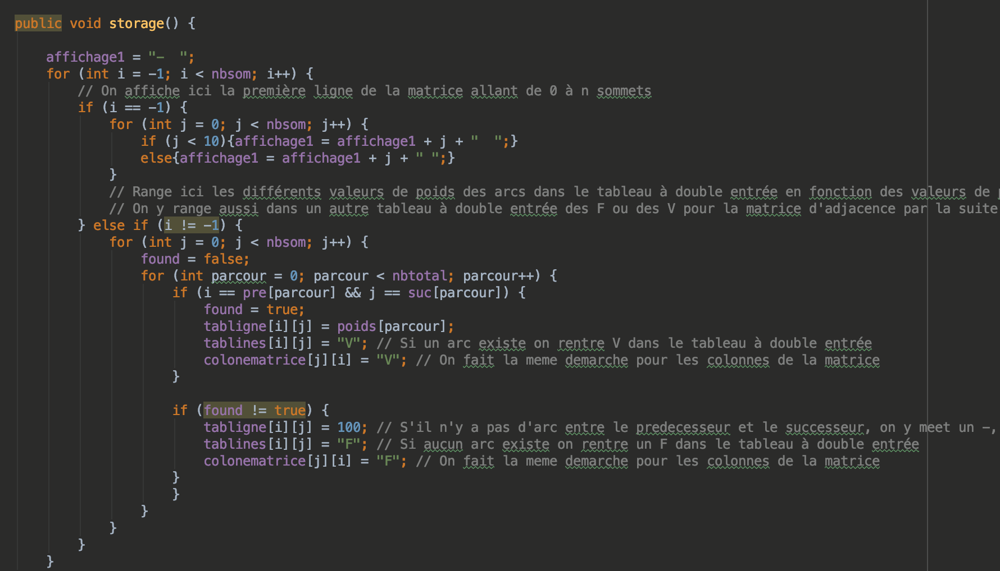 public void storage() {
affichage1 = "-  ";
for (int i = -1; i < nbsom; i++) {
// On affiche ici la première ligne de la matrice allant de 0 à n sommets
if (i == -1) {
for (int j = 0; j < nbsom; j++) {
if (j < 10){affichage1 = affichage1 + j + "  ";}
else{affichage1 = affichage1 + j + " ";}
}
// Range ici les différents valeurs de poids des arcs dans le tableau à double entrée en fonction des valeurs de
// On y range aussi dans un autre tableau à double entrée des F ou des V pour la matrice d'adjacence par la suite
} else if (i != -1) {
for (int j = 0; j < nbsom; j++) {
found = false;
for (int parcour = 0; parcour < nbtotal; parcour++) {
if (i == pre[parcour] && j == suc[parcour]) {
found = true;
tabligne[i][j] = poids[parcour];
tablines[i][j] = "V"; // Si un arc existe on rentre V dans le tableau à double entrée
colonematrice[j][i] = "V"; // On fait la meme demarche pour les colonnes de la matrice
}
if (found != true) {
tabligne[i][j] = 100; // S'il n'y a pas d'arc entre le predecesseur et le successeur, on y meet un -,
tablines[i][j] = "F"; // Si aucun arc existe on rentre un F dans le tableau à double entrée
colonematrice[j][i] = "F"; // On fait la meme demarche pour les colonnes de la matrice
}
}
}
}
}
}